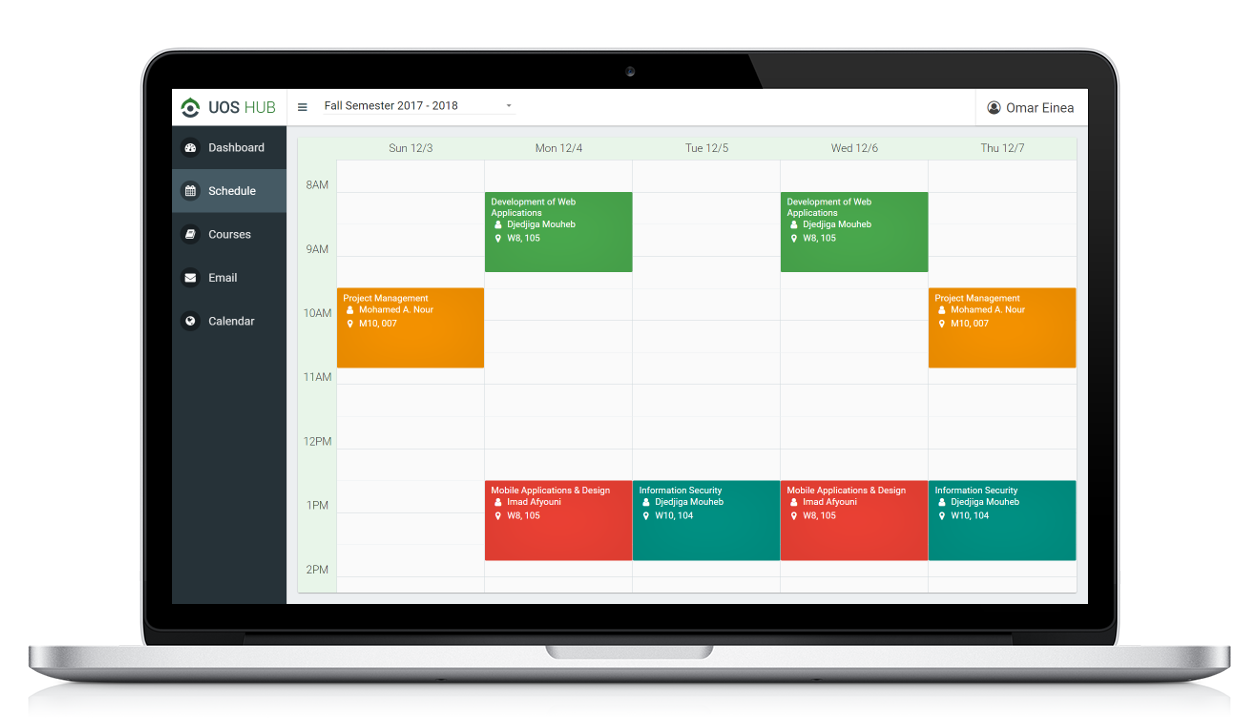 UOS HUB
Fall Semester 2017 - 2018
Omar Einea
Dashboard
Schedule
Courses
Email
Calendar
Sun 12/3
Mon 12/4
Tue 12/5
Wed 12/6
Thu 12/7
8AM
9AM
10AM
11AM
12PM
1PM
2PM
Project Management
Mohamed A. Nour
M10, 007
Development of Web
Applications
Djedjiga Mouheb
W8, 105
Mobile Applications & Design
Imad Afyouni
W8, 105
Information Security
Djedjiga Mouheb
W10, 104
Development of Web
Applications
Djedjiga Mouheb
W8, 105
Mobile Applications & Design
Imad Afyouni
W8, 105
Project Management
Mohamed A. Nour
M10, 007
Information Security
Djedjiga Mouheb
W10, 104